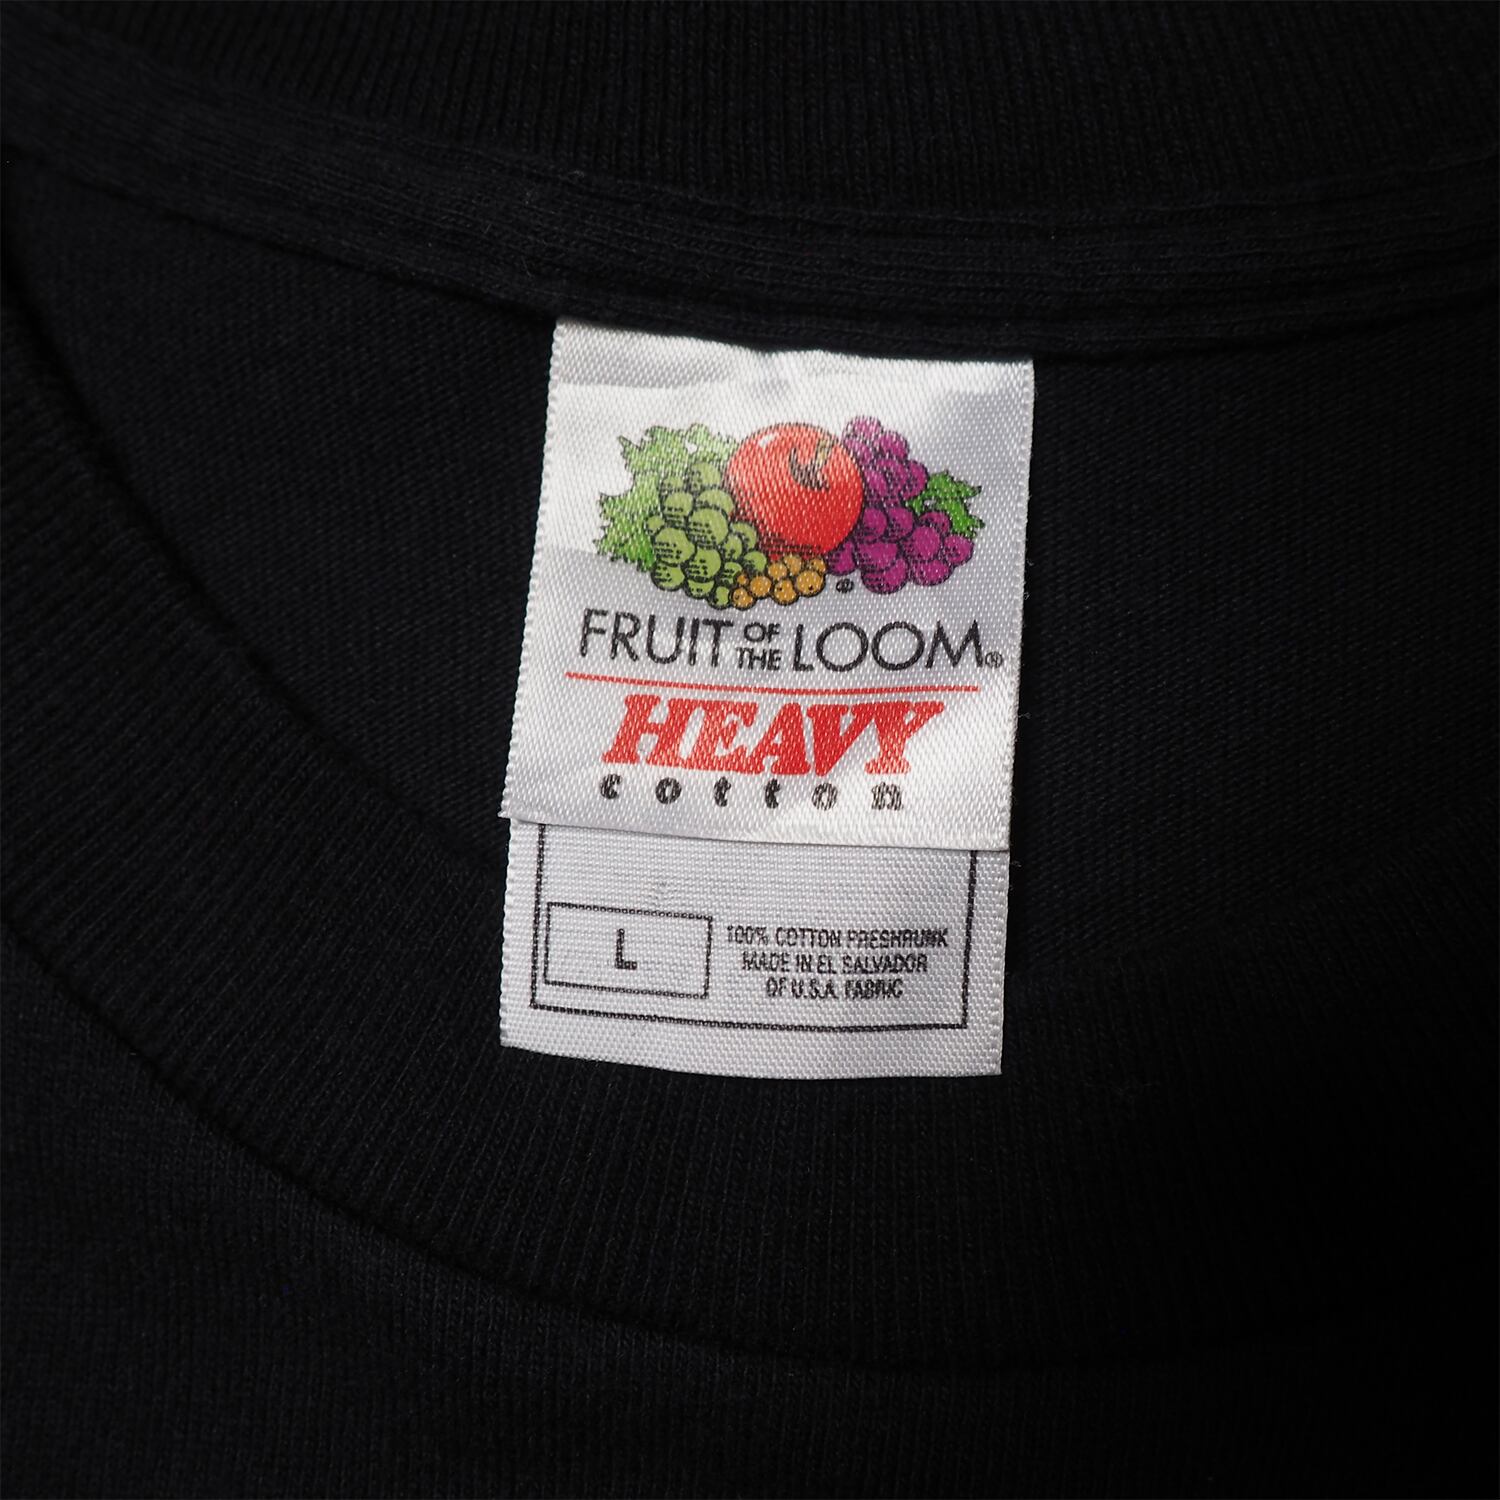 FRUIT OF THE LOOM®
HEAVY
cotton
L
100% COTTON PRESHRUNK
MADE IN EL SALVADOR
OF U.S.A. FABRIC